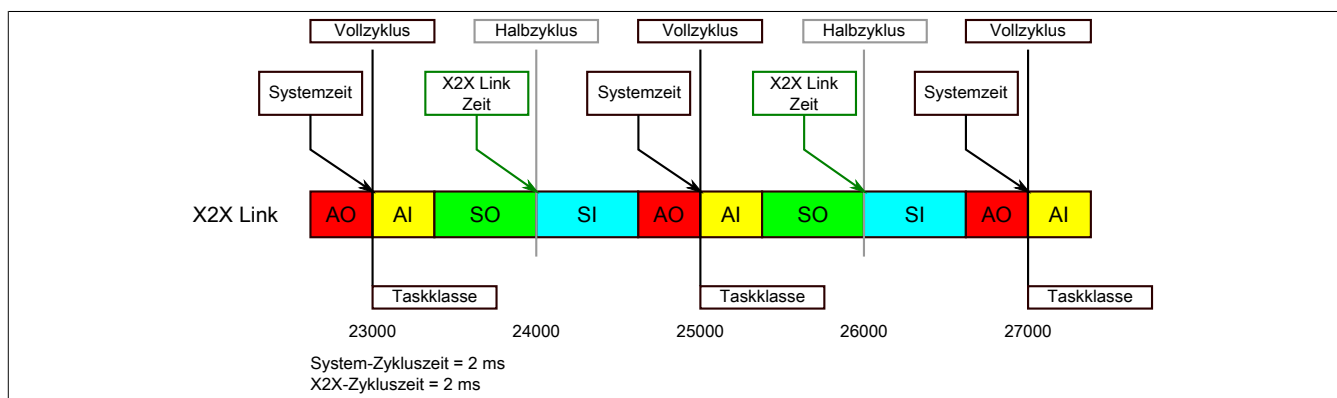 Vollzyklus Halbzyklus Vollzyklus Halbzyklus Vollzyklus
Systemzeit X2X Link Systemzeit X2X Link Systemzeit
Zeit Zeit
X2X Link AO AI SO SI AO AI SO SI AO AI
Taskklasse Taskklasse Taskklasse
23000 24000 25000 26000 27000
System-Zykluszeit = 2 ms
X2X-Zykluszeit = 2 ms